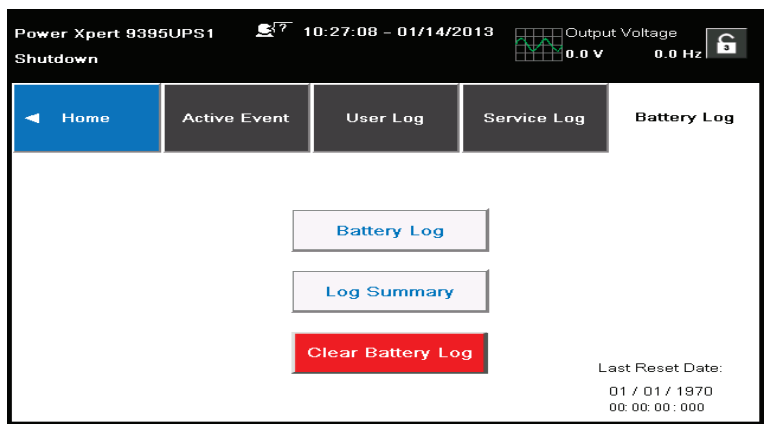 Power Xpert 9395UPS1
? 10:27:08 - 01/14/2013
Output Voltage
Shutdown
0.0 V 0.0 Hz
3
Home
Active Event
User Log
Service Log
Battery Log
Battery Log
Log Summary
Clear Battery Log
Last Reset Date:
01 / 01 / 1970
00: 00: 00 : 000